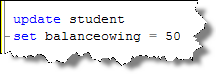 update student
set balanceowing = 50